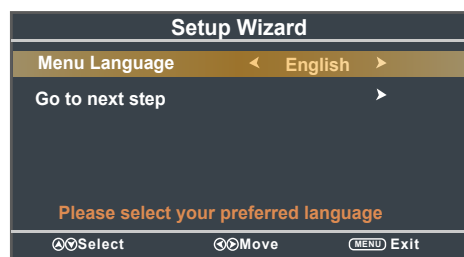 Setup Wizard
Menu Language English
Go to next step
Please select your preferred language
Select Move MENU Exit